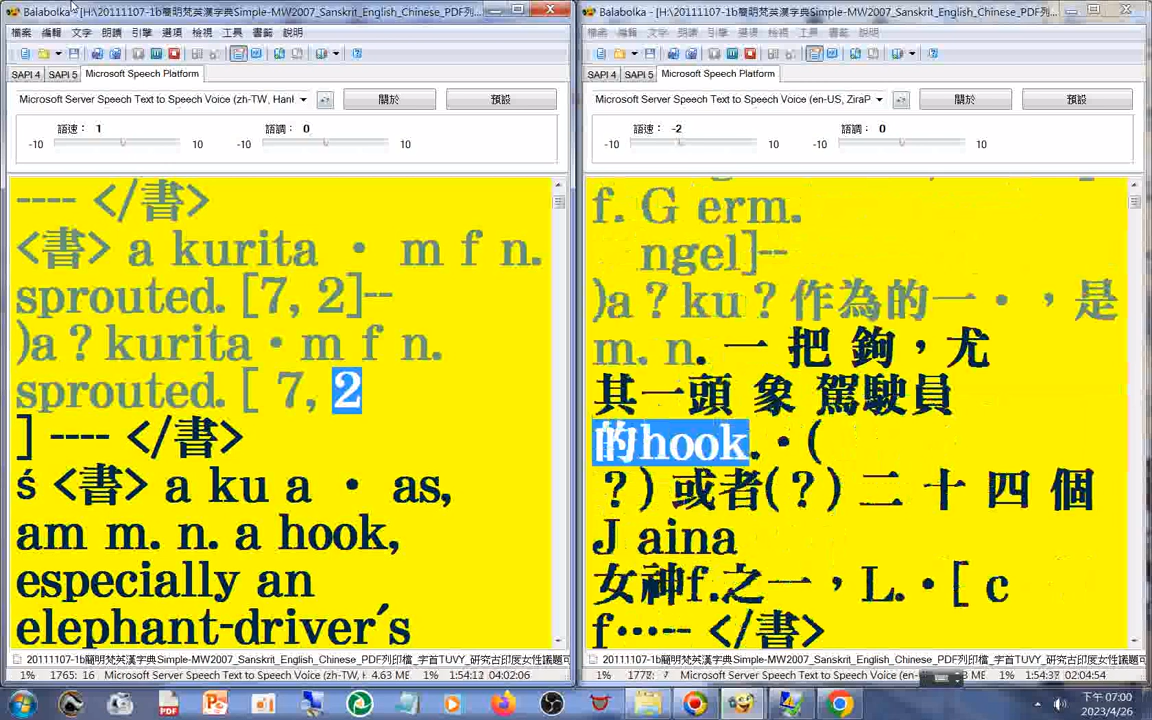 Balabolka - [H:\20111107-1b簡明梵英漢字典Simple-MW2007_Sanskrit_English_Chinese_PDF列...
檔案 編輯 文字 朗讀 引擎 選項 檢視 工具 書籤 說明
SAPI 4 SAPI 5 Microsoft Speech Platform
Microsoft Server Speech Text to Speech Voice (zh-TW, Hanl
關於 預設
語速： 1 語調： 0
-10 10 -10 10
---- </書>
<書> a kurita • m f n.
sprouted. [7, 2]--
)a ? kurita • m f n.
sprouted. [ 7, 2
] ---- </書>
ś <書> a ku a • as,
am m. n. a hook,
especially an
elephant-driver's
20111107-1b簡明梵英漢字典Simple-MW2007_Sanskrit_English_Chinese_PDF列印檔_字首TUVY_研究古印度女性議題可
1% 1765: 16 Microsoft Server Speech Text to Speech Voice (zh-TW, H 4.63 MB 1% 1:54:12 04:02:06
Balabolka - [H:\20111107-1b簡明梵英漢字典Simple-MW2007_Sanskrit_English_Chinese_PDF列...
檔案 編輯 文字 朗讀 引擎 選項 檢視 工具 書籤 說明
SAPI 4 SAPI 5 Microsoft Speech Platform
Microsoft Server Speech Text to Speech Voice (en-US, ZiraP
關於 預設
語速： -2 語調： 0
-10 10 -10 10
f. G erm.
ngel]--
)a ? ku ? 作為的一 • ，是
m. n. 一 把 鉤，尤
其一頭 象 駕駛員
的hook. • (
?) 或者(?) 二 十 四 個
J aina
女神f.之一，L. • [ c
f…-- </書>
20111107-1b簡明梵英漢字典Simple-MW2007_Sanskrit_English_Chinese_PDF列印檔_字首TUVY_研究古印度女性議題可
1% Microsoft Server Speech Text to Speech Voice (zh-TW, H 4.63 MB 1% 1:54:37 02:04:54
下午 07:00
2023/4/26